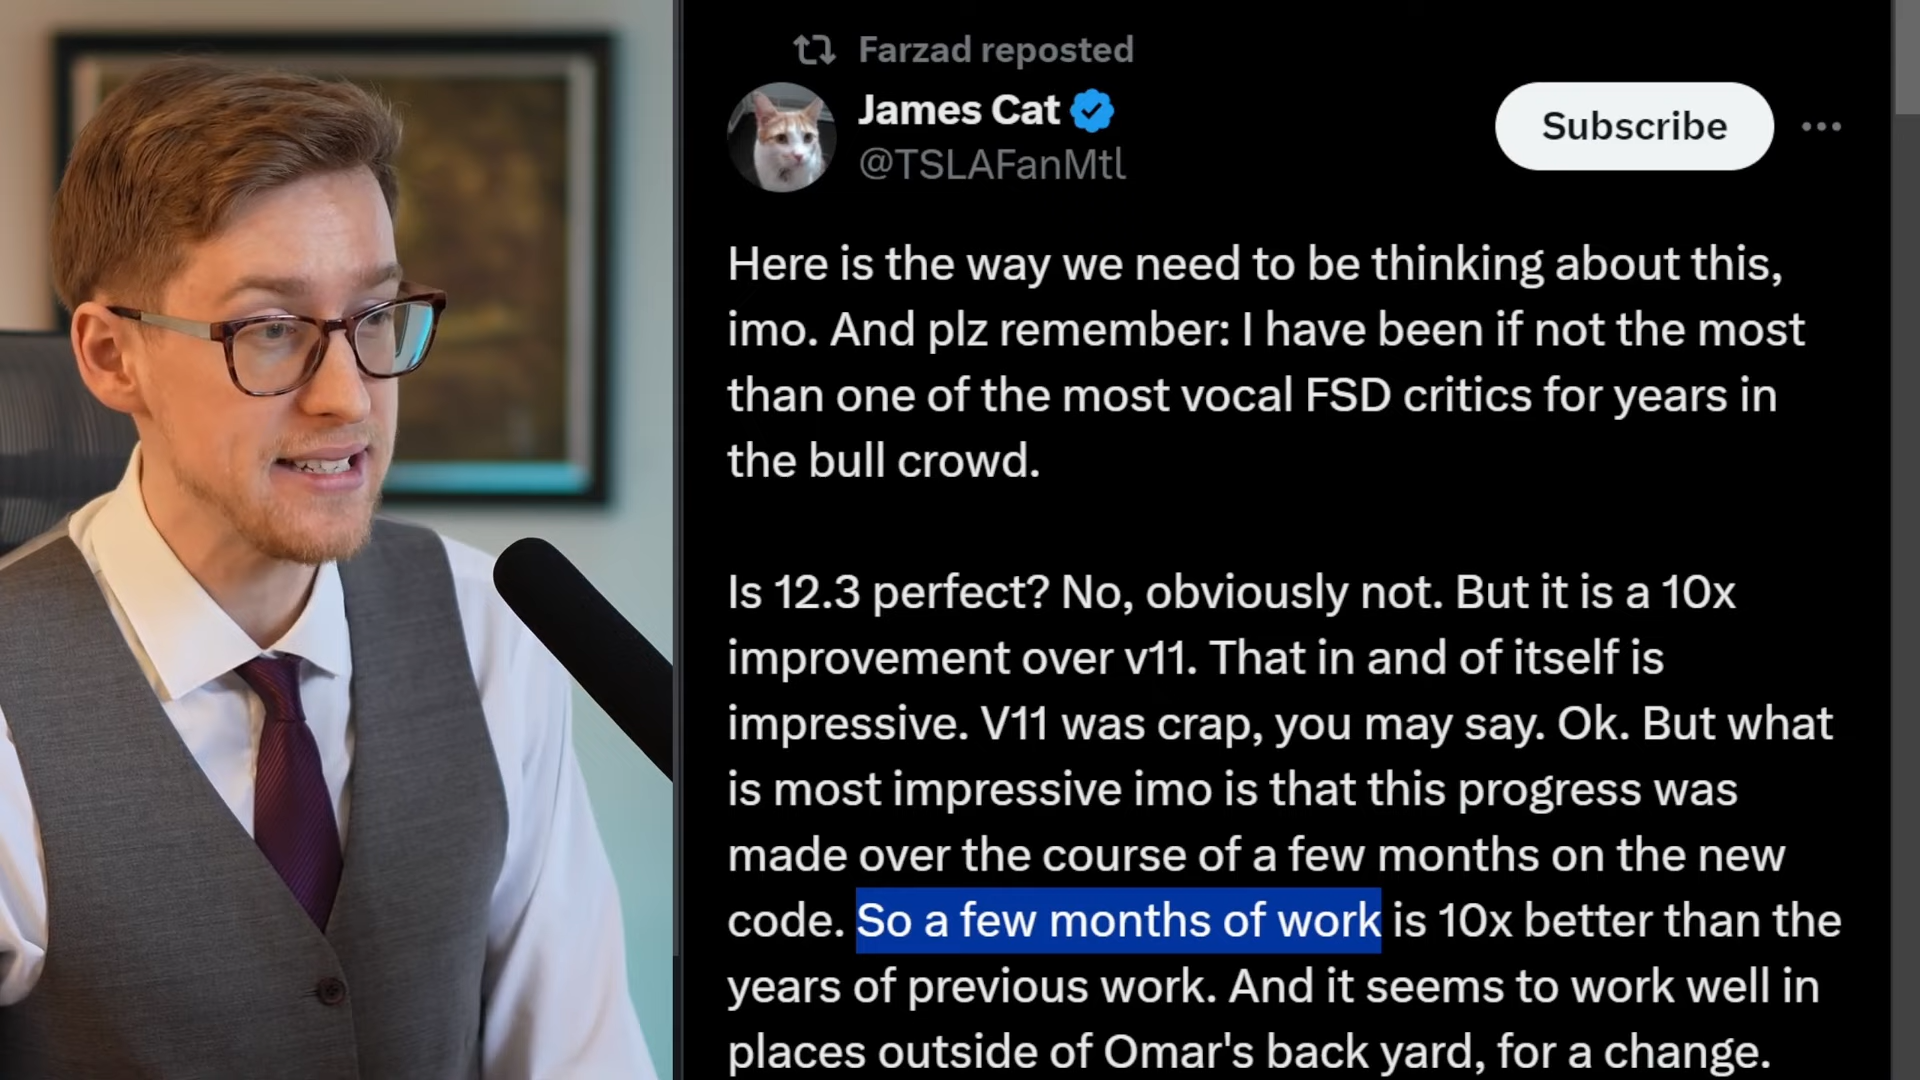 Farzad reposted
James Cat
@TSLAFanMtl
Subscribe
Here is the way we need to be thinking about this,
imo. And plz remember: I have been if not the most
than one of the most vocal FSD critics for years in
the bull crowd.
Is 12.3 perfect? No, obviously not. But it is a 10x
improvement over v11. That in and of itself is
impressive. V11 was crap, you may say. Ok. But what
is most impressive imo is that this progress was
made over the course of a few months on the new
code. So a few months of work is 10x better than the
years of previous work. And it seems to work well in
places outside of Omar's back yard, for a change.